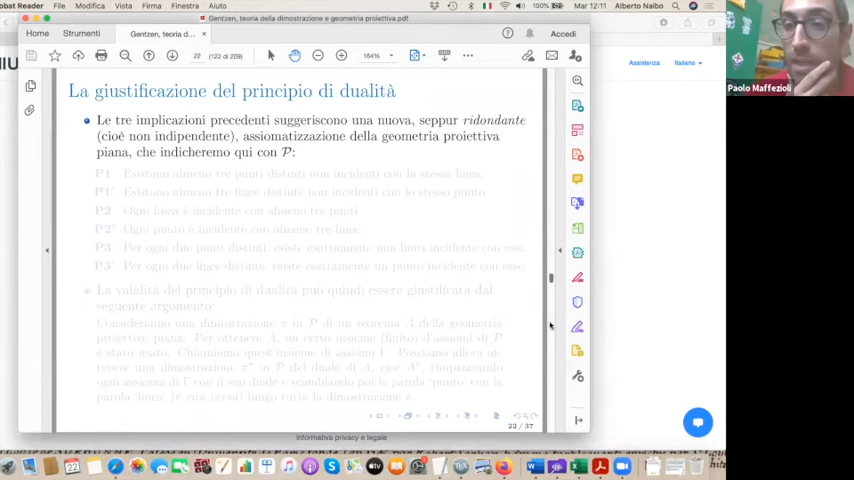 obat Reader File Modifica Vista Firma Finestra Aiuto 100% Mar 12:11 Alberto Naibo
Gentzen, teoria della dimostrazione e geometria proiettiva.pdf
Home Strumenti Gentzen, teoria d... × Accedi
22 (122 di 209) 164%
La giustificazione del principio di dualità
Le tre implicazioni precedenti suggeriscono una nuova, seppur ridondante
(cioè non indipendente), assiomatizzazione della geometria proiettiva
piana, che indicheremo qui con P:
P1 Esistono almeno tre punti distinti non incidenti con la stessa linea.
P1* Esistono almeno tre linee distinte non incidenti con lo stesso punto.
P2 Ogni linea è incidente con almeno tre punti.
P2* Ogni punto è incidente con almeno tre linee.
P3 Per ogni due punti distinti, esiste esattamente una linea incidente con essi.
P3* Per ogni due linee distinte, esiste esattamente un punto incidente con esse.
La validità del principio di dualità può quindi essere giustificata dal
seguente argomento:
Consideriamo una dimostrazione π in P di un teorema A della geometria
proiettiva piana. Per ottenere A, un certo insieme (finito) d'assiomi di P
è stato usato. Chiamiamo quest'insieme di assiomi Γ. Possiamo allora ot-
tenere una dimostrazione π* in P del duale di A, cioè A*, rimpiazzando
ogni assioma di Γ con il suo duale e scambiando poi la parola 'punto' con la
parola 'linea' (e vice versa) lungo tutta la dimostrazione π.
22 / 37
Informativa privacy e legale
Assistenza Italiano
Paolo Maffezioli